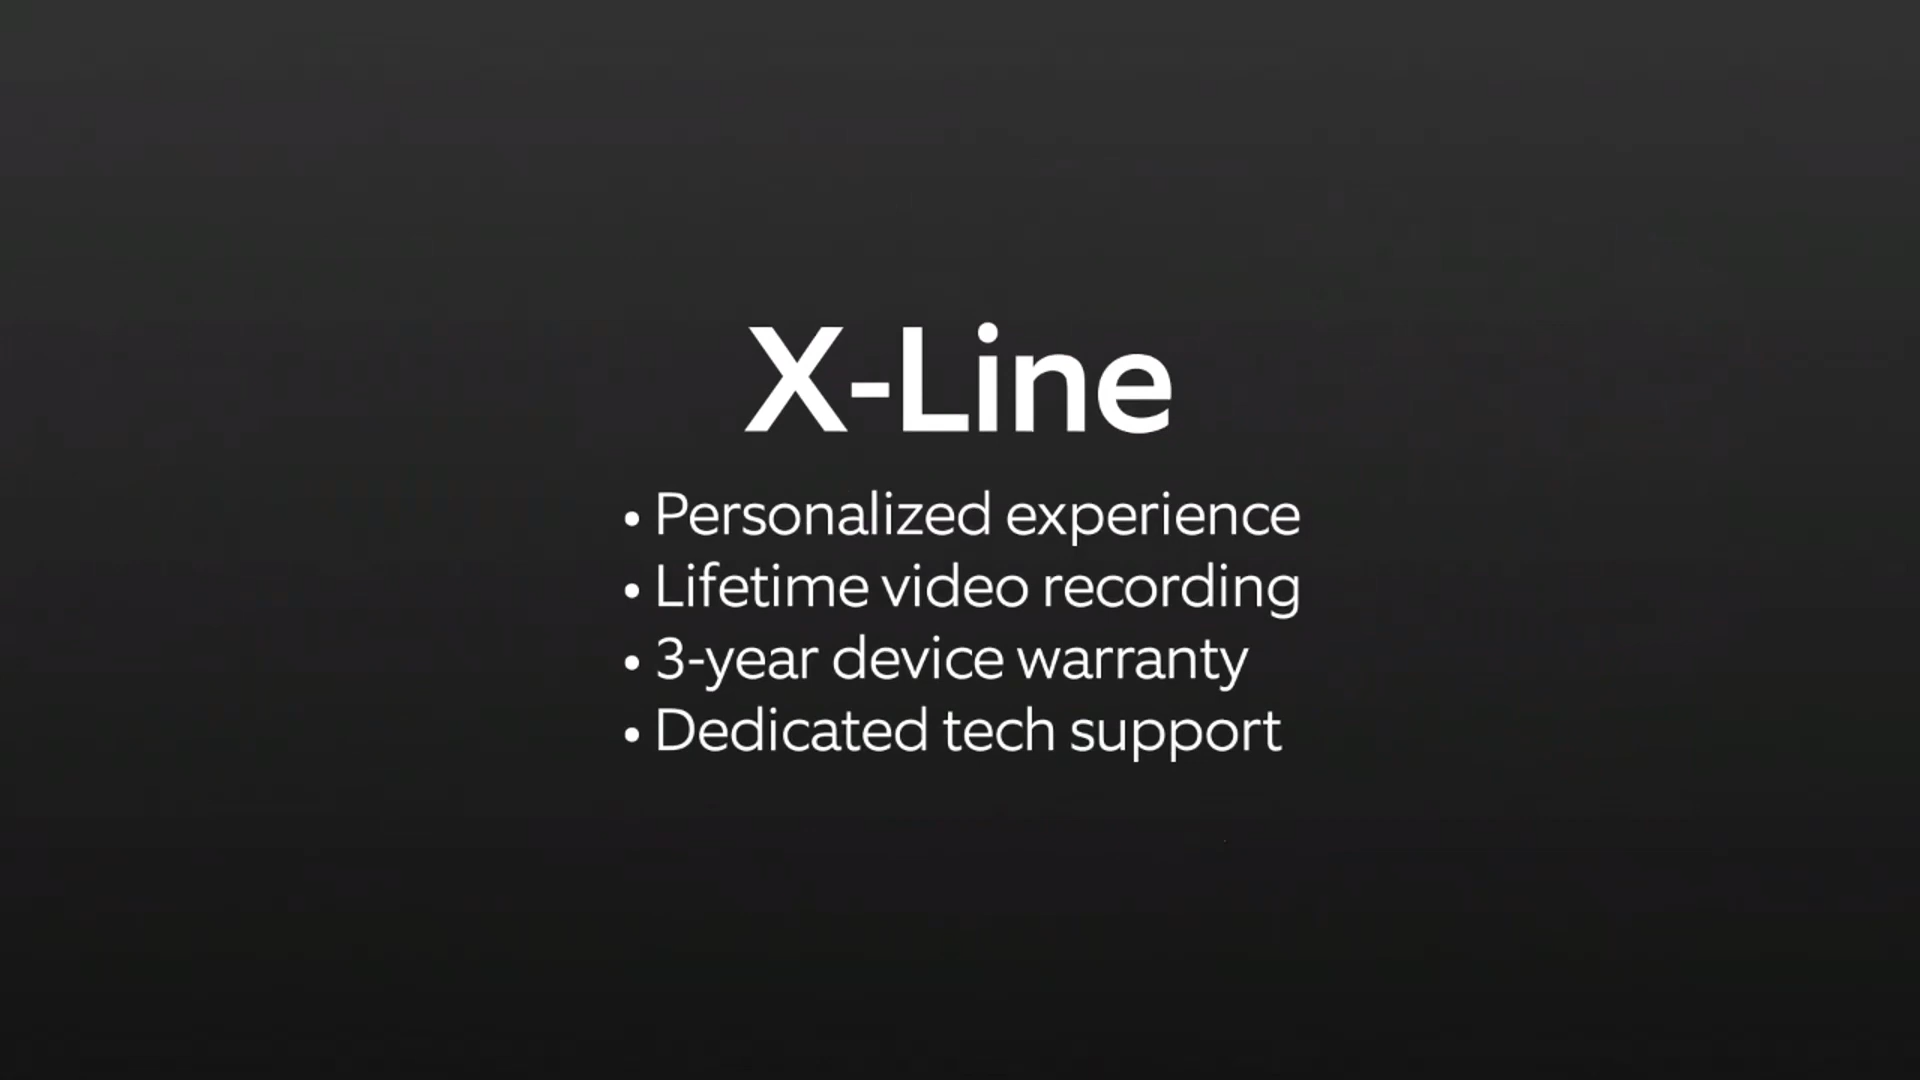 X-Line
• Personalized experience
• Lifetime video recording
• 3-year device warranty
• Dedicated tech support